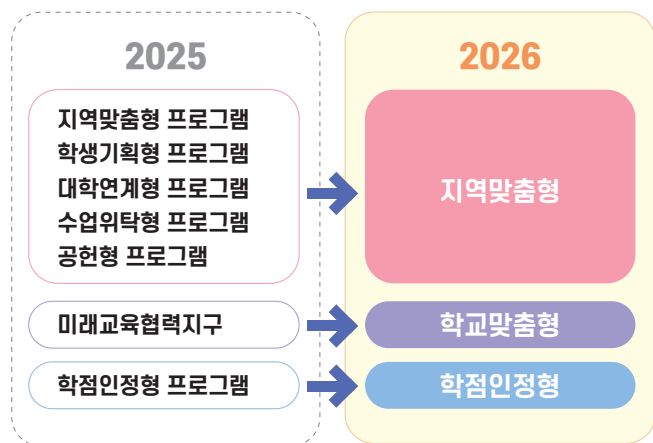 2025
지역맞춤형 프로그램
학생기획형 프로그램
대학연계형 프로그램
수업위탁형 프로그램
공헌형 프로그램
미래교육협력지구
학점인정형 프로그램
2026
지역맞춤형
학교맞춤형
학점인정형